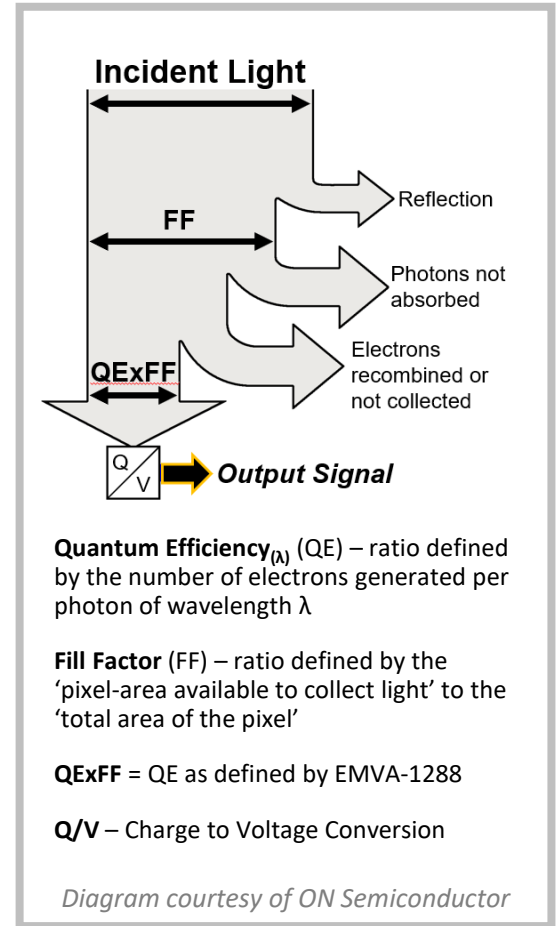 Incident Light
Reflection
FF
Photons not
absorbed
Electrons
recombined or
not collected
QExFF
Q
V
Output Signal
Quantum Efficiency(λ) (QE) – ratio defined
by the number of electrons generated per
photon of wavelength λ
Fill Factor (FF) – ratio defined by the
‘pixel-area available to collect light’ to the
‘total area of the pixel’
QExFF = QE as defined by EMVA-1288
Q/V – Charge to Voltage Conversion
Diagram courtesy of ON Semiconductor